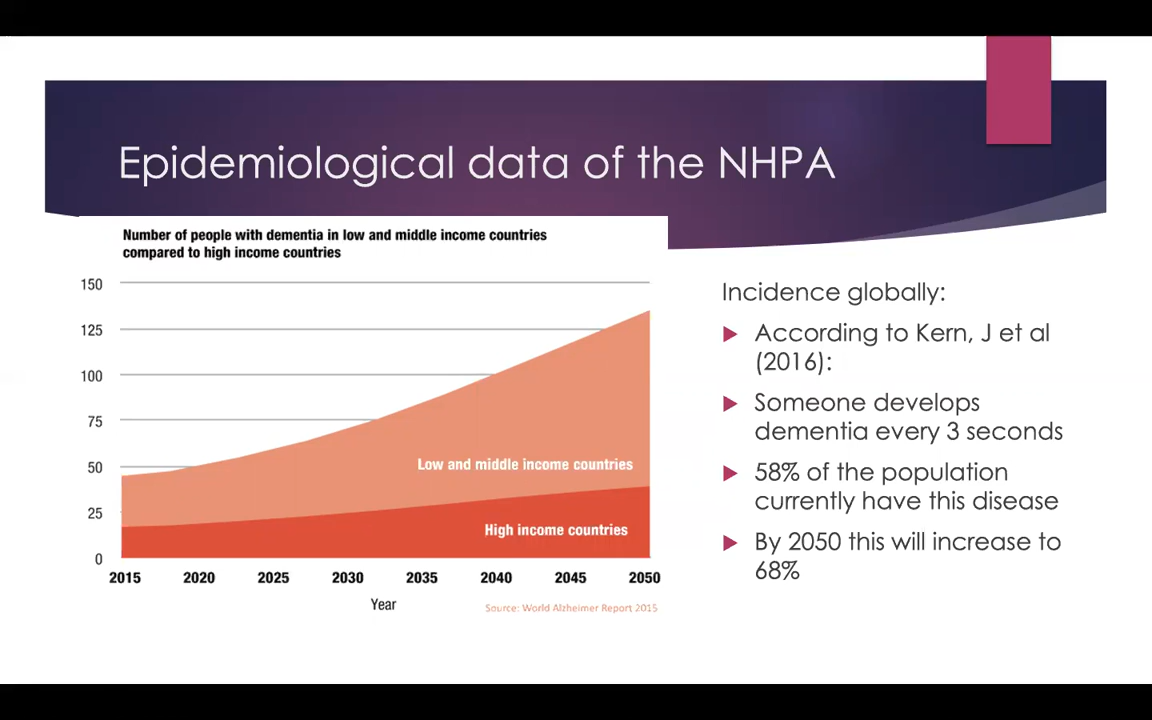 Epidemiological data of the NHPA
Number of people with dementia in low and middle income countries
compared to high income countries
150
125
100
75
50
25
0
Low and middle income countries
High income countries
2015 2020 2025 2030 2035 2040 2045 2050
Year
Source: World Alzheimer Report 2015
Incidence globally:
According to Kern, J et al
(2016):
Someone develops
dementia every 3 seconds
58% of the population
currently have this disease
By 2050 this will increase to
68%